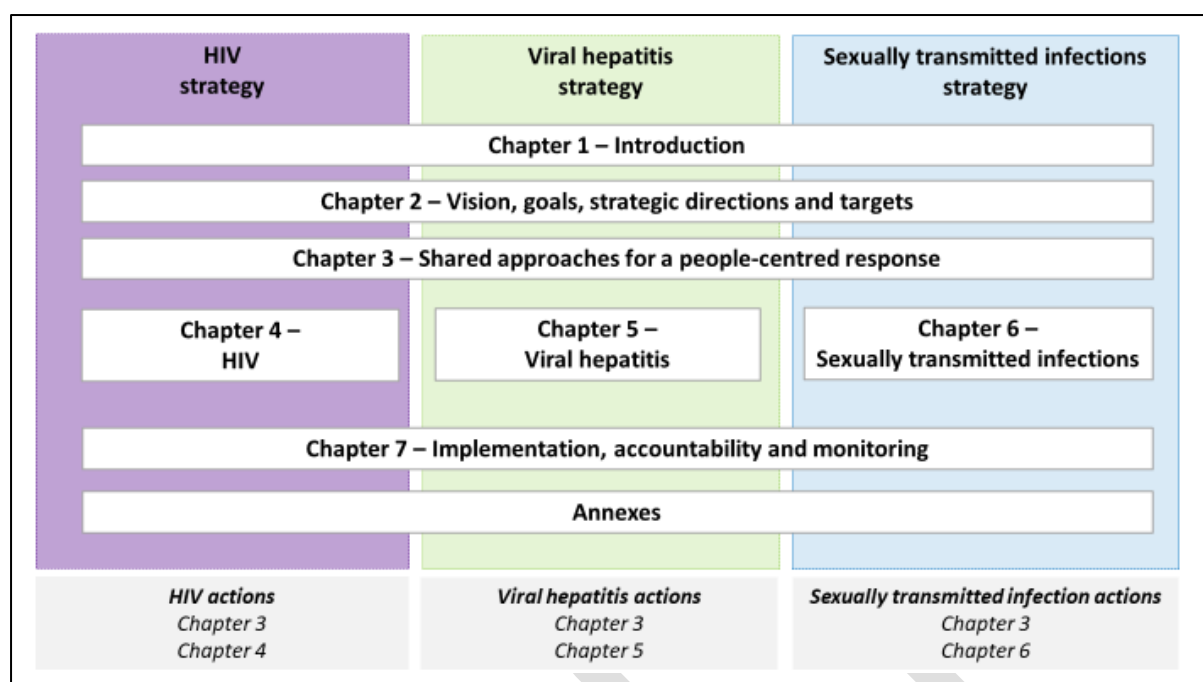 HIV
strategy
Viral hepatitis
strategy
Sexually transmitted infections
strategy
Chapter 1 – Introduction
Chapter 2 – Vision, goals, strategic directions and targets
Chapter 3 – Shared approaches for a people-centred response
Chapter 4 –
HIV
Chapter 5 –
Viral hepatitis
Chapter 6 –
Sexually transmitted infections
Chapter 7 – Implementation, accountability and monitoring
Annexes
HIV actions
Chapter 3
Chapter 4
Viral hepatitis actions
Chapter 3
Chapter 5
Sexually transmitted infection actions
Chapter 3
Chapter 6